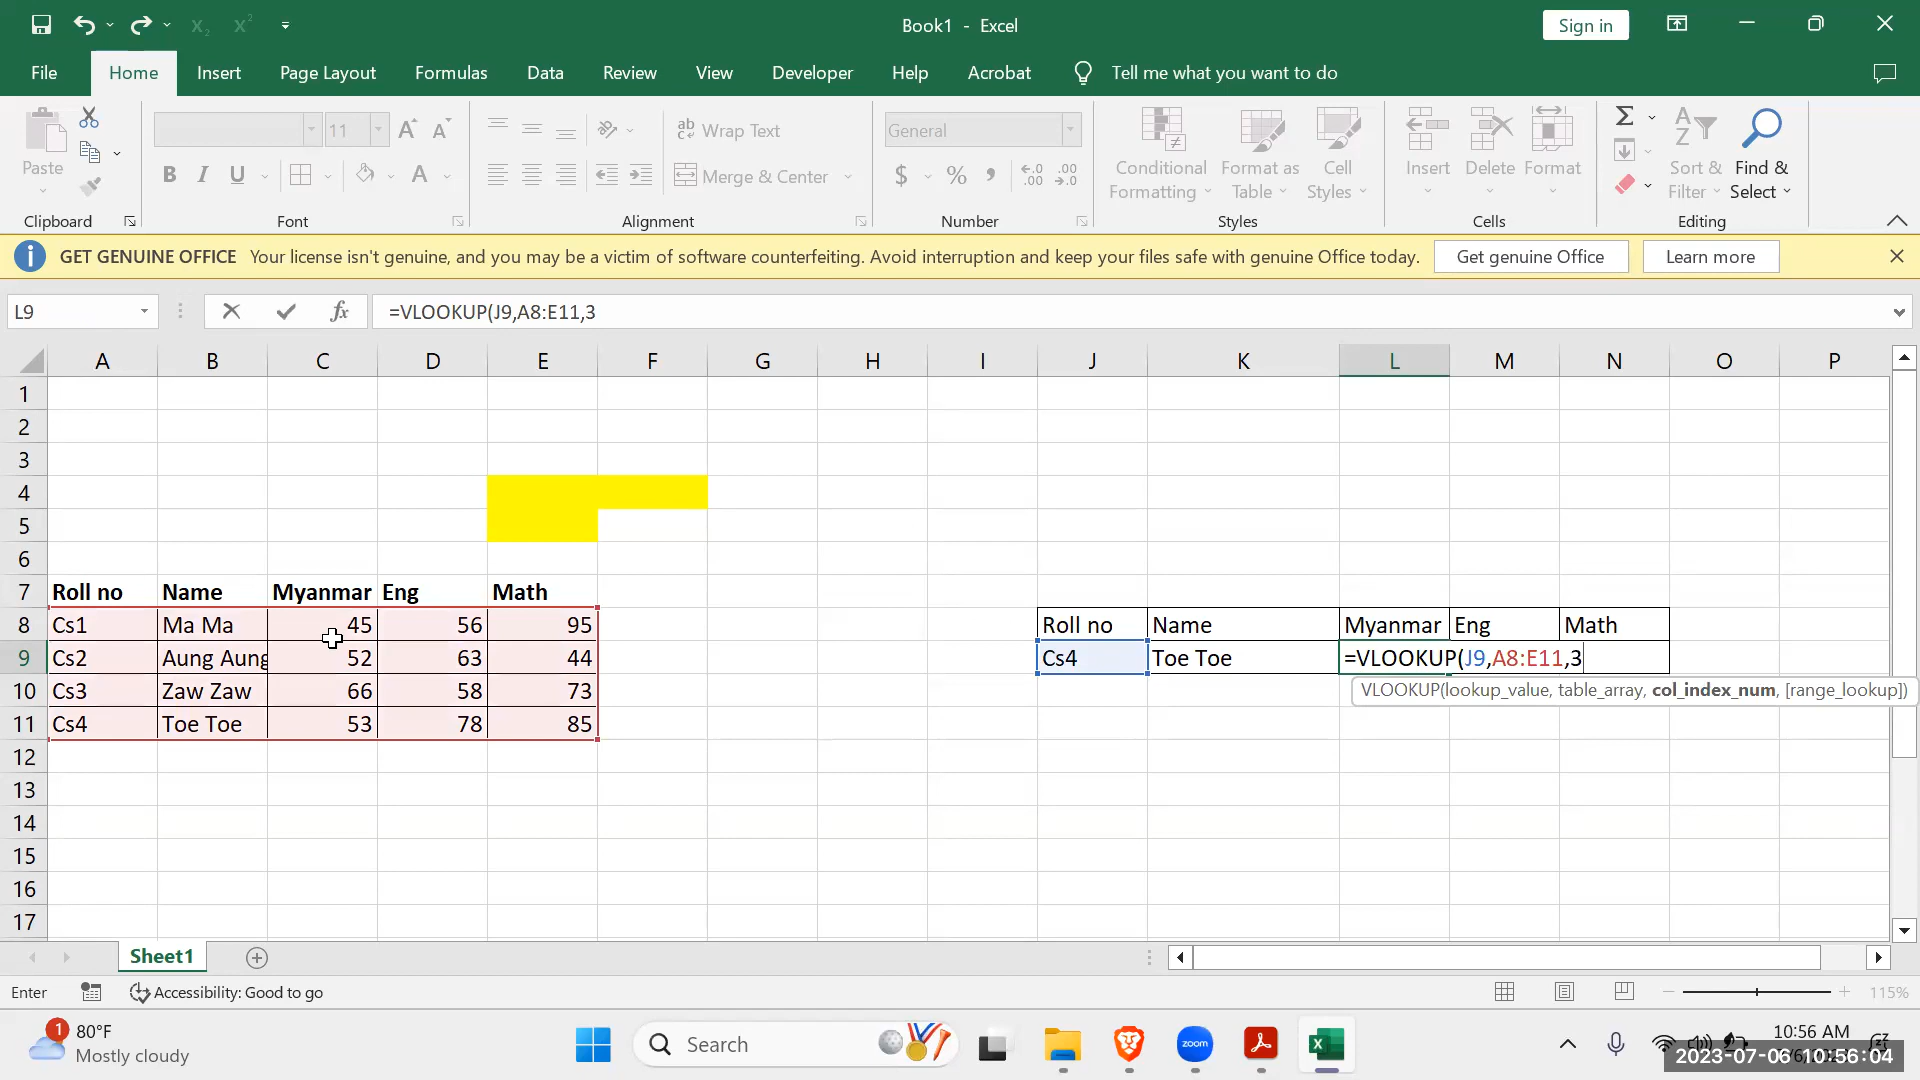 Book1 - Excel
Sign in
File Home Insert Page Layout Formulas Data Review View Developer Help Acrobat Tell me what you want to do
Paste
Clipboard
11
B I U A
Font
ab Wrap Text
Merge & Center
Alignment
General
$ % ,
Number
Conditional Formatting
Format as Table
Cell Styles
Styles
Insert Delete Format
Cells
Sort & Filter
Find & Select
Editing
GET GENUINE OFFICE Your license isn't genuine, and you may be a victim of software counterfeiting. Avoid interruption and keep your files safe with genuine Office today. Get genuine Office Learn more
L9 fx =VLOOKUP(J9,A8:E11,3
A B C D E F G H I J K L M N O P
1
2
3
4
5
6
7 Roll no Name Myanmar Eng Math
8 Cs1 Ma Ma 45 56 95 Roll no Name Myanmar Eng Math
9 Cs2 Aung Aung 52 63 44 Cs4 Toe Toe =VLOOKUP(J9,A8:E11,3
VLOOKUP(lookup_value, table_array, col_index_num, [range_lookup])
10 Cs3 Zaw Zaw 66 58 73
11 Cs4 Toe Toe 53 78 85
12
13
14
15
16
17
Sheet1
Enter Accessibility: Good to go 115%
1 80°F
Mostly cloudy
Search
zoom
10:56 AM
2023-07-06 10:56:04